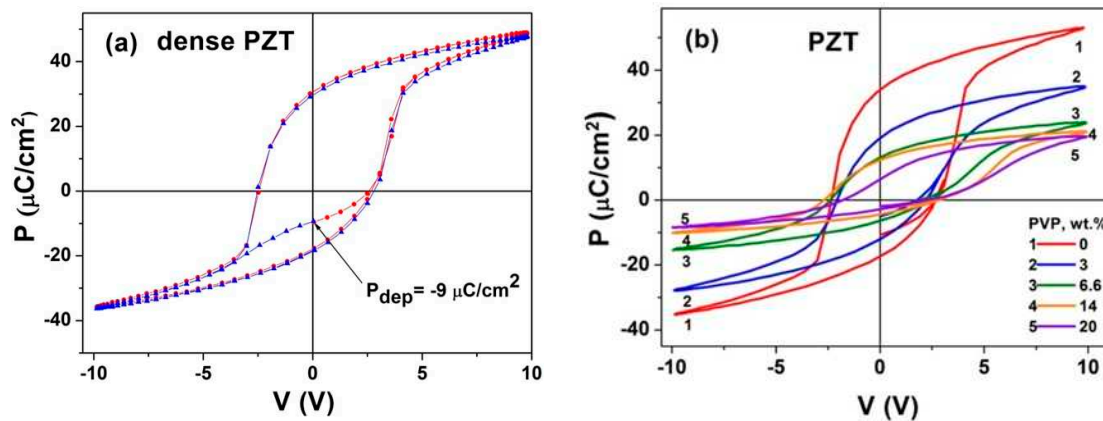 (a) dense PZT
P (μC/cm²)
40
20
0
-20
-40
P_dep= -9 μC/cm²
-10 -5 0 5 10
V (V)
(b) PZT
P (μC/cm²)
40
20
0
-20
-40
1
2
3
4
5
5
4
3
2
1
PVP, wt.%
1 0
2 3
3 6.6
4 14
5 20
-10 -5 0 5 10
V (V)